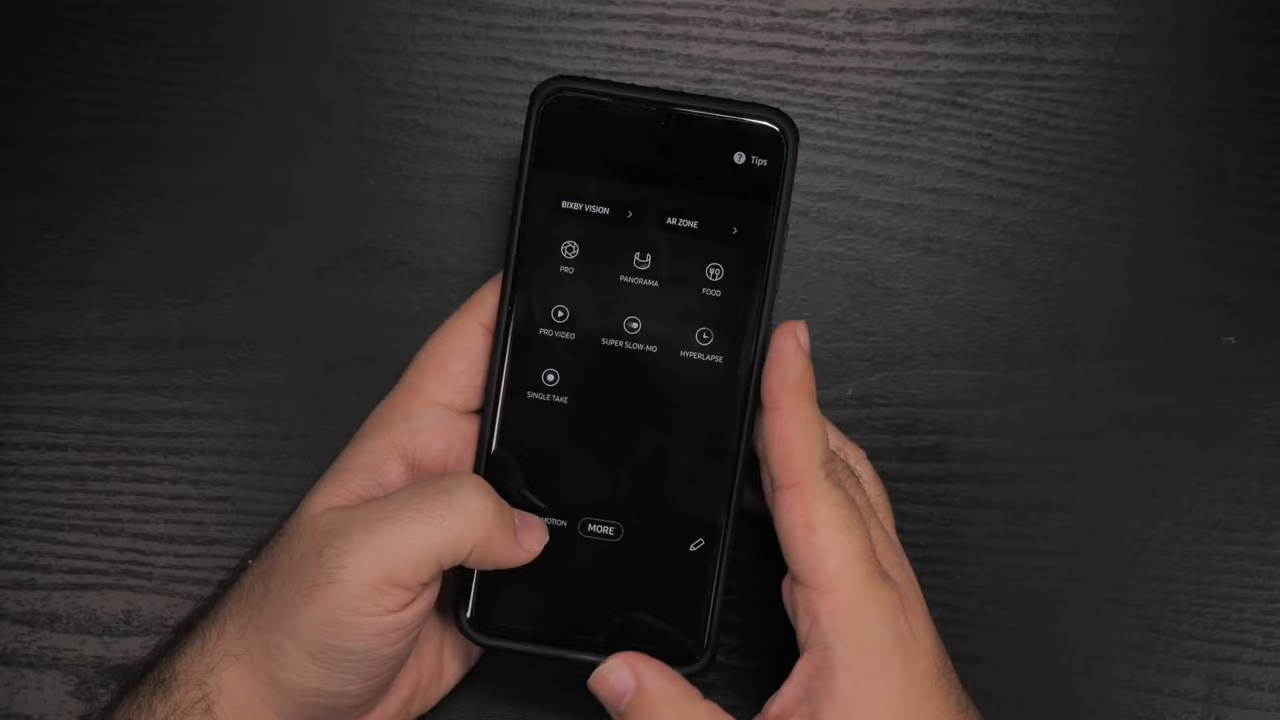 Tips
BIXBY VISION
AR ZONE
PRO
PANORAMA
FOOD
PRO VIDEO
SUPER SLOW-MO
HYPERLAPSE
SINGLE TAKE
MOTION
MORE